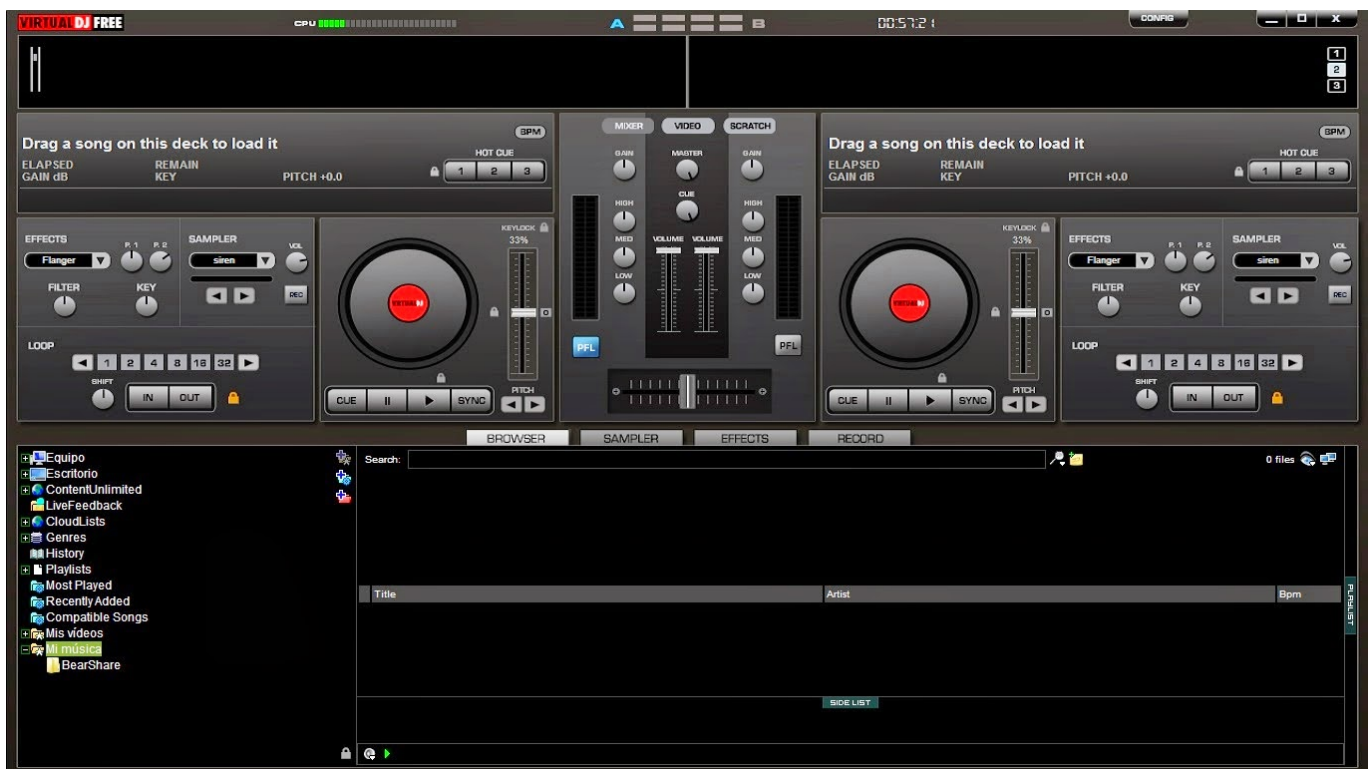 VIRTUAL DJ FREE CPU A B 00:57:21 CONFIG X
1
2
3
Drag a song on this deck to load it BPM
ELAPSED REMAIN HOT CUE
GAIN dB KEY PITCH +0.0 1 2 3
MIXER VIDEO SCRATCH
GAIN MASTER GAIN
CUE
HIGH HIGH
MED VOLUME VOLUME MED
LOW LOW
PFL PFL
Drag a song on this deck to load it BPM
ELAPSED REMAIN HOT CUE
GAIN dB KEY PITCH +0.0 1 2 3
EFFECTS P. 1 P. 2 SAMPLER VOL.
Flanger siren
FILTER KEY REC
LOOP
1 2 4 8 16 32
SHIFT IN OUT
KEYLOCK
33%
VIRTUAL DJ
CUE II SYNC PITCH
KEYLOCK
33%
VIRTUAL DJ
CUE II SYNC PITCH
EFFECTS P. 1 P. 2 SAMPLER VOL.
Flanger siren
FILTER KEY REC
LOOP
1 2 4 8 16 32
SHIFT IN OUT
BROWSER SAMPLER EFFECTS RECORD
Equipo
Escritorio
ContentUnlimited
LiveFeedback
CloudLists
Genres
History
Playlists
Most Played
Recently Added
Compatible Songs
Mis vídeos
Mi música
BearShare
Search: 0 files
Title Artist Bpm
PLAYLIST
SIDE LIST